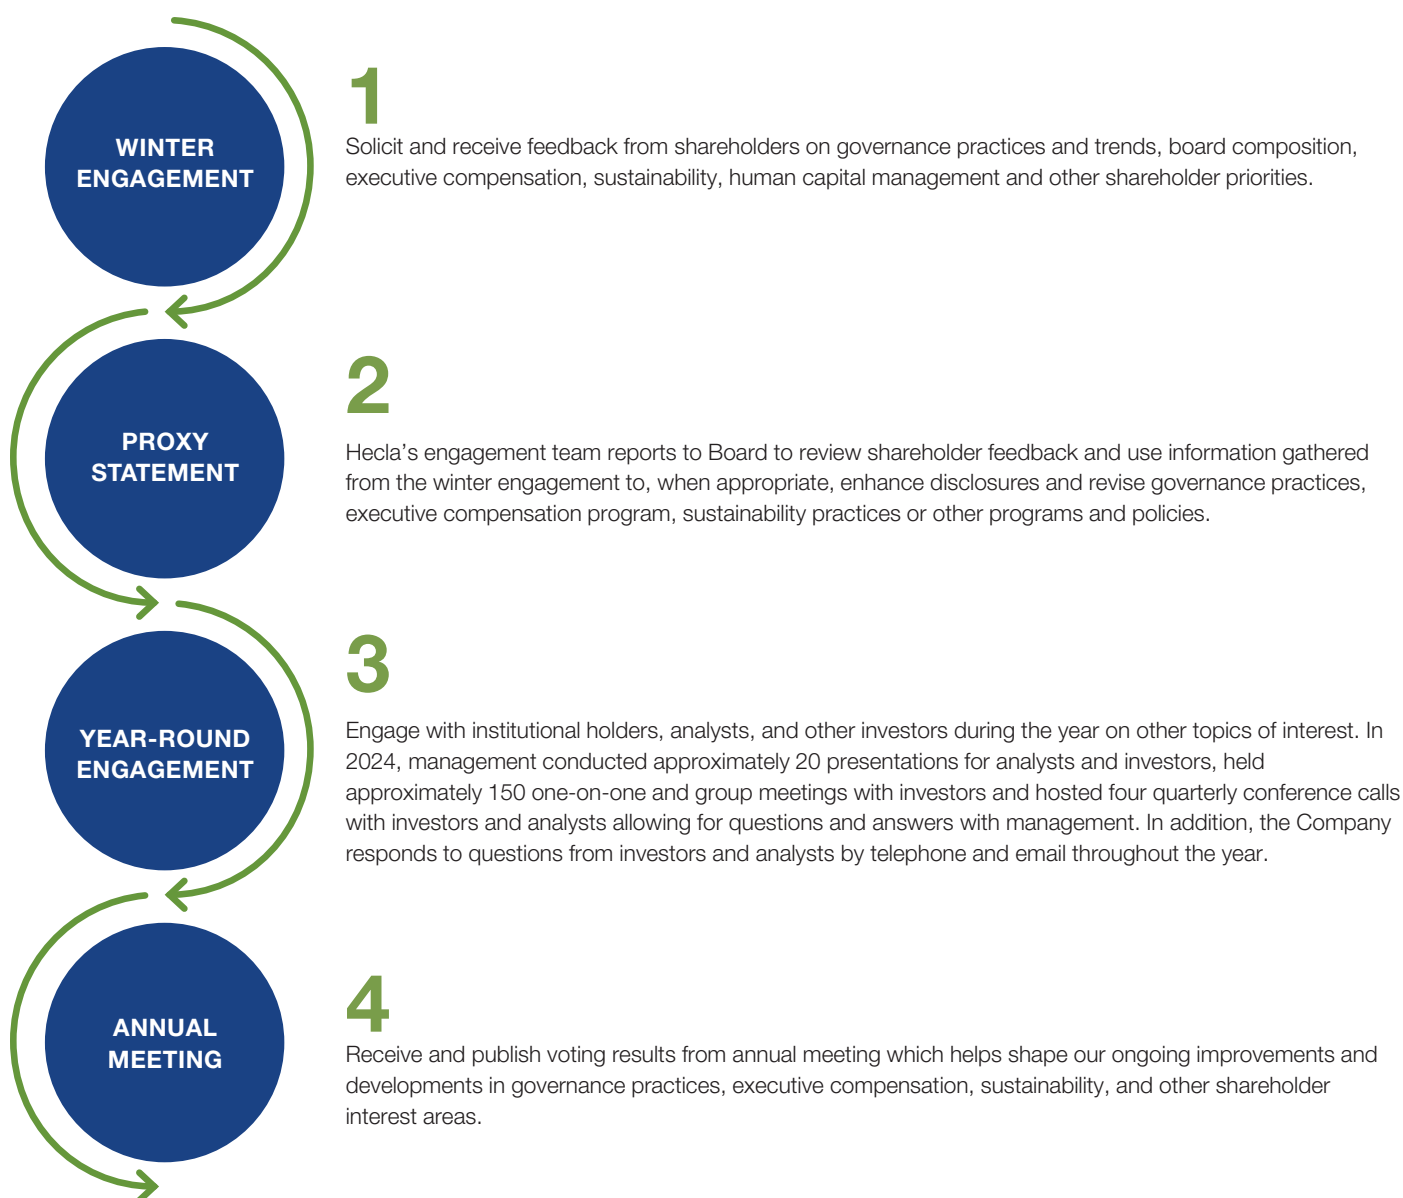 WINTER
ENGAGEMENT
1
Solicit and receive feedback from shareholders on governance practices and trends, board composition,
executive compensation, sustainability, human capital management and other shareholder priorities.
PROXY
STATEMENT
2
Hecla’s engagement team reports to Board to review shareholder feedback and use information gathered
from the winter engagement to, when appropriate, enhance disclosures and revise governance practices,
executive compensation program, sustainability practices or other programs and policies.
YEAR-ROUND
ENGAGEMENT
3
Engage with institutional holders, analysts, and other investors during the year on other topics of interest. In
2024, management conducted approximately 20 presentations for analysts and investors, held
approximately 150 one-on-one and group meetings with investors and hosted four quarterly conference calls
with investors and analysts allowing for questions and answers with management. In addition, the Company
responds to questions from investors and analysts by telephone and email throughout the year.
ANNUAL
MEETING
4
Receive and publish voting results from annual meeting which helps shape our ongoing improvements and
developments in governance practices, executive compensation, sustainability, and other shareholder
interest areas.